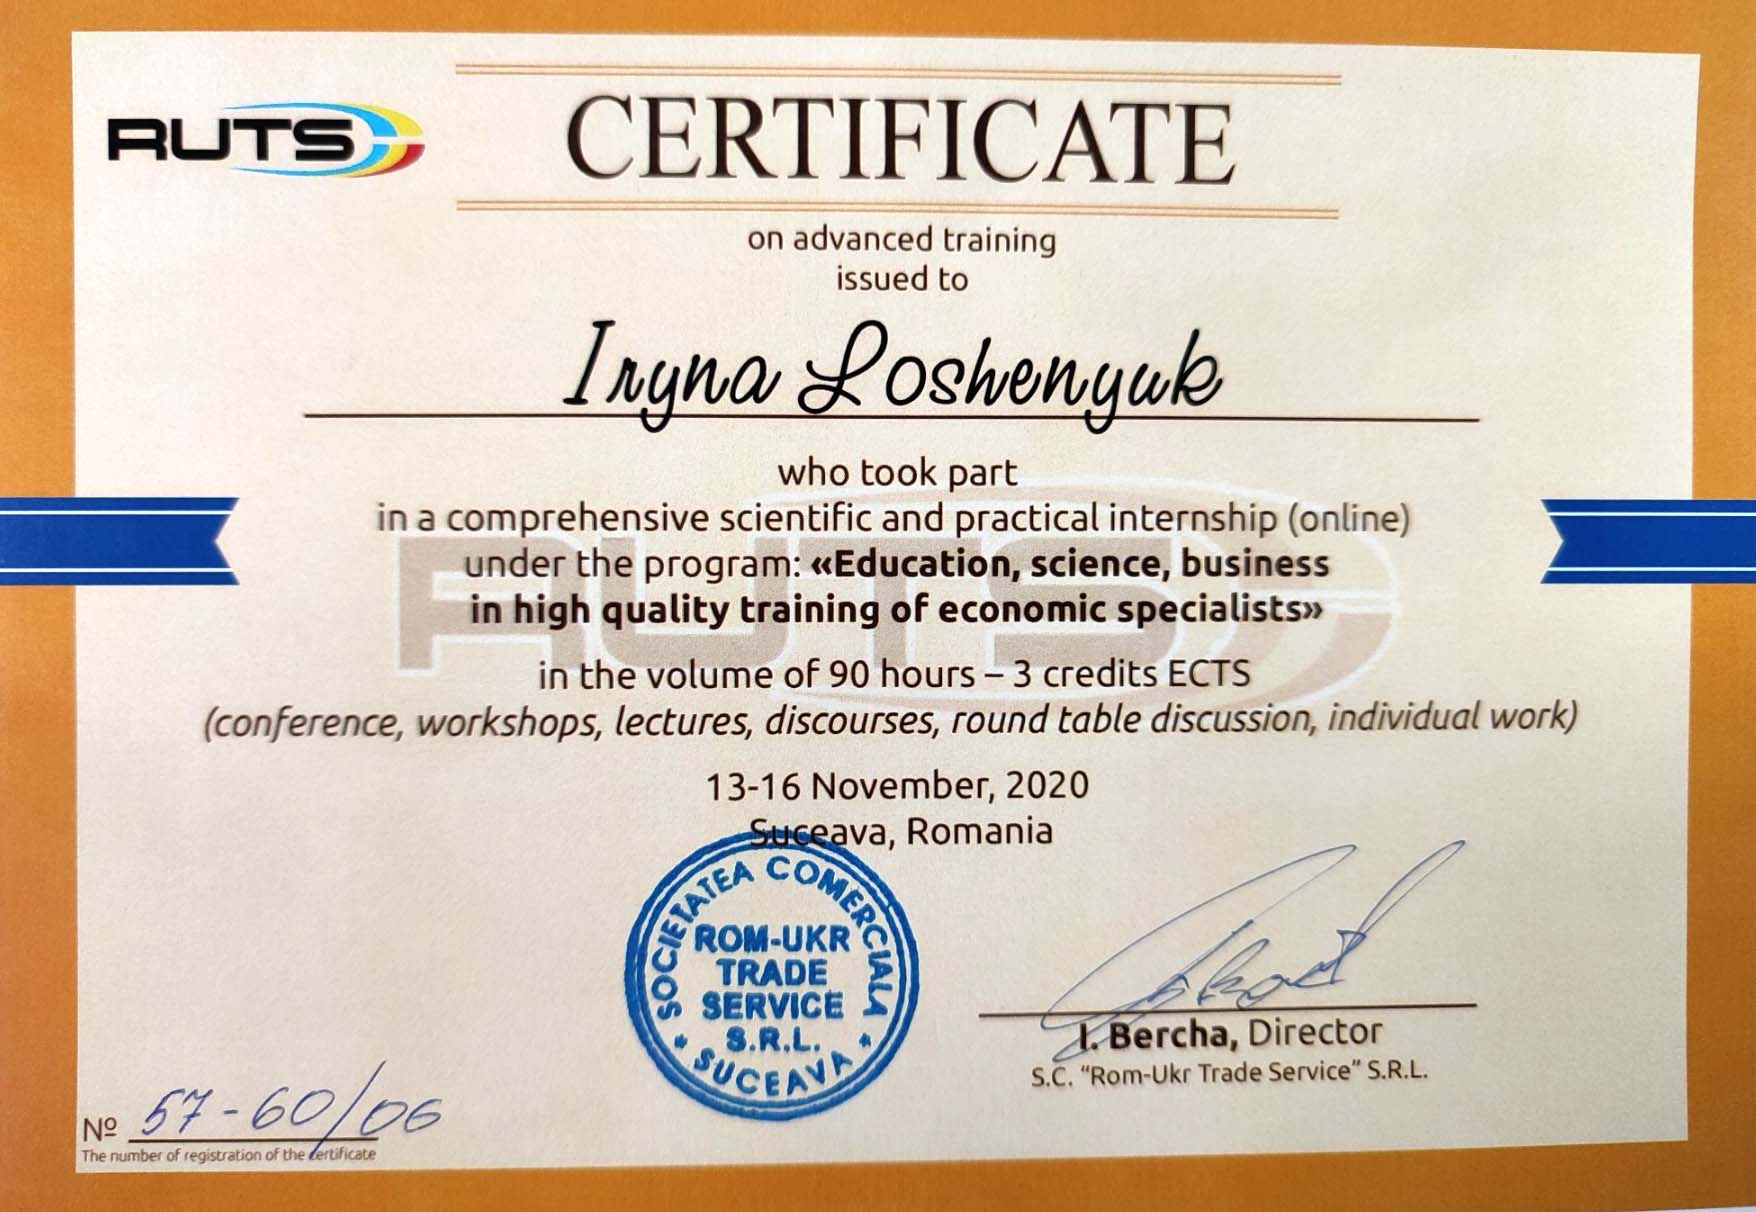 RUTS
CERTIFICATE
on advanced training
issued to
Iryna Loshenyuk
who took part
in a comprehensive scientific and practical internship (online)
under the program: «Education, science, business
in high quality training of economic specialists»
in the volume of 90 hours – 3 credits ECTS
(conference, workshops, lectures, discourses, round table discussion, individual work)
13-16 November, 2020
Suceava, Romania
SOCIETATEA COMERCIALA
ROM-UKR
TRADE
SERVICE
S.R.L.
* SUCEAVA *
I. Bercha, Director
S.C. "Rom-Ukr Trade Service" S.R.L.
№ 57-60/06
The number of registration of the certificate